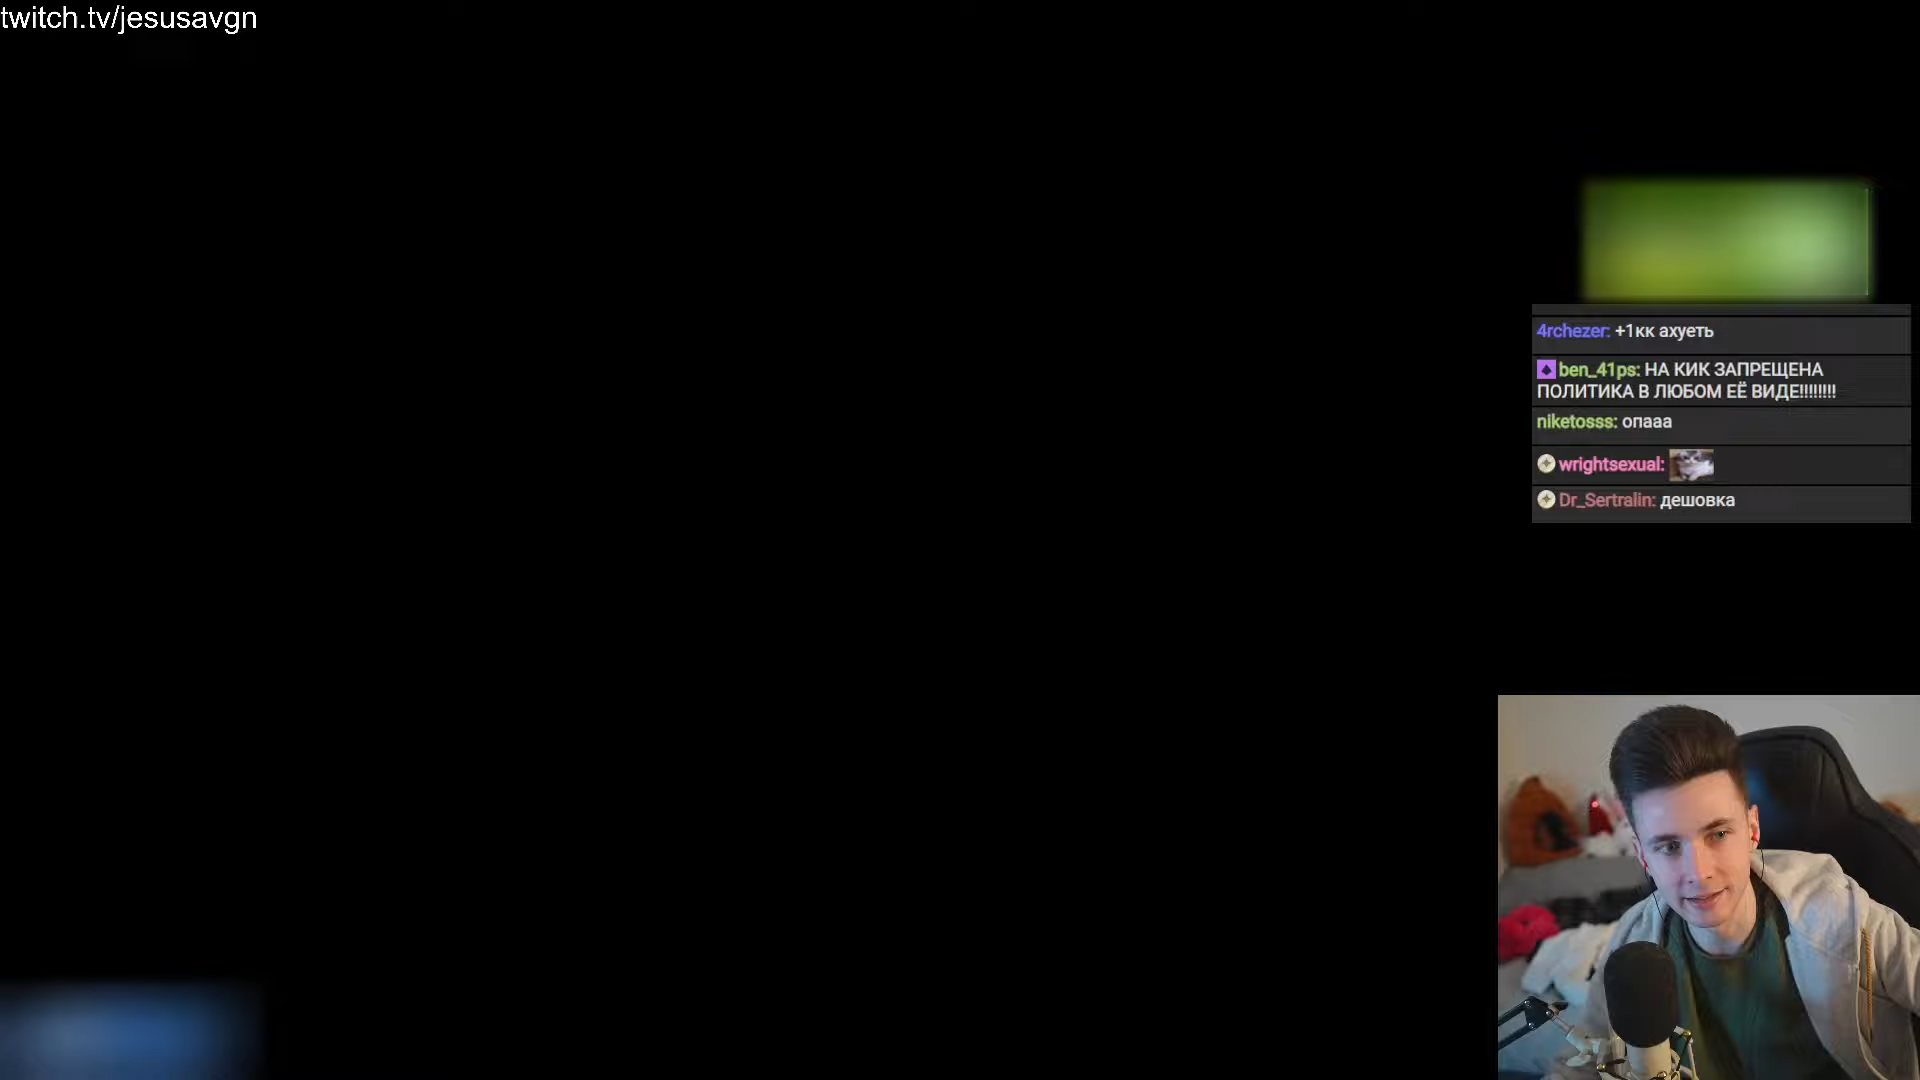 twitch.tv/jesusavgn
4rchezer: +1кк ахуеть
ben_41ps: НА КИК ЗАПРЕЩЕНА
ПОЛИТИКА В ЛЮБОМ ЕЁ ВИДЕ!!!!!!!!
niketosss: опааа
wrightsexual:
Dr_Sertralin: дешовка